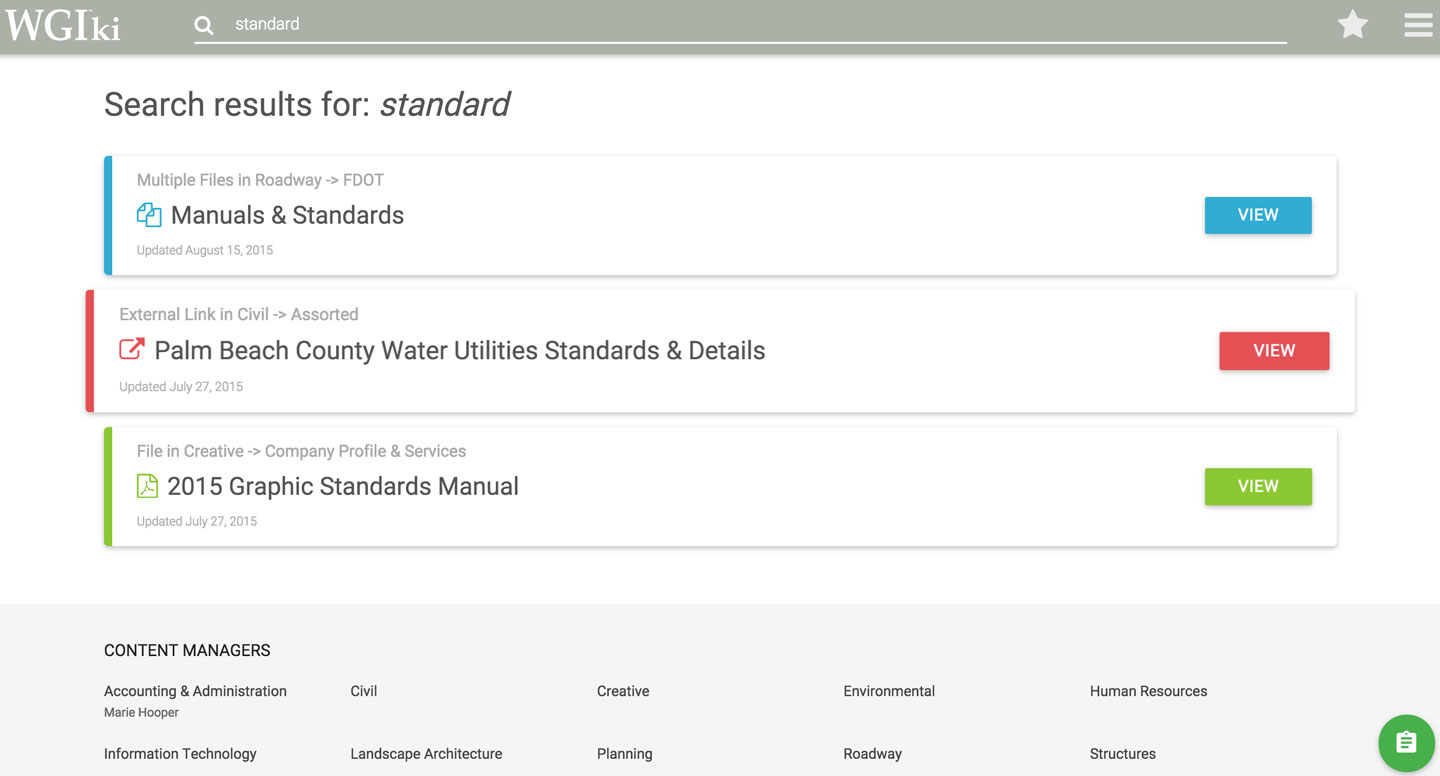 WGIki
standard
Search results for: standard
Multiple Files in Roadway -> FDOT
Manuals & Standards
Updated August 15, 2015
VIEW
External Link in Civil -> Assorted
Palm Beach County Water Utilities Standards & Details
Updated July 27, 2015
VIEW
File in Creative -> Company Profile & Services
2015 Graphic Standards Manual
Updated July 27, 2015
VIEW
CONTENT MANAGERS
Accounting & Administration
Marie Hooper
Civil
Creative
Environmental
Human Resources
Information Technology
Landscape Architecture
Planning
Roadway
Structures